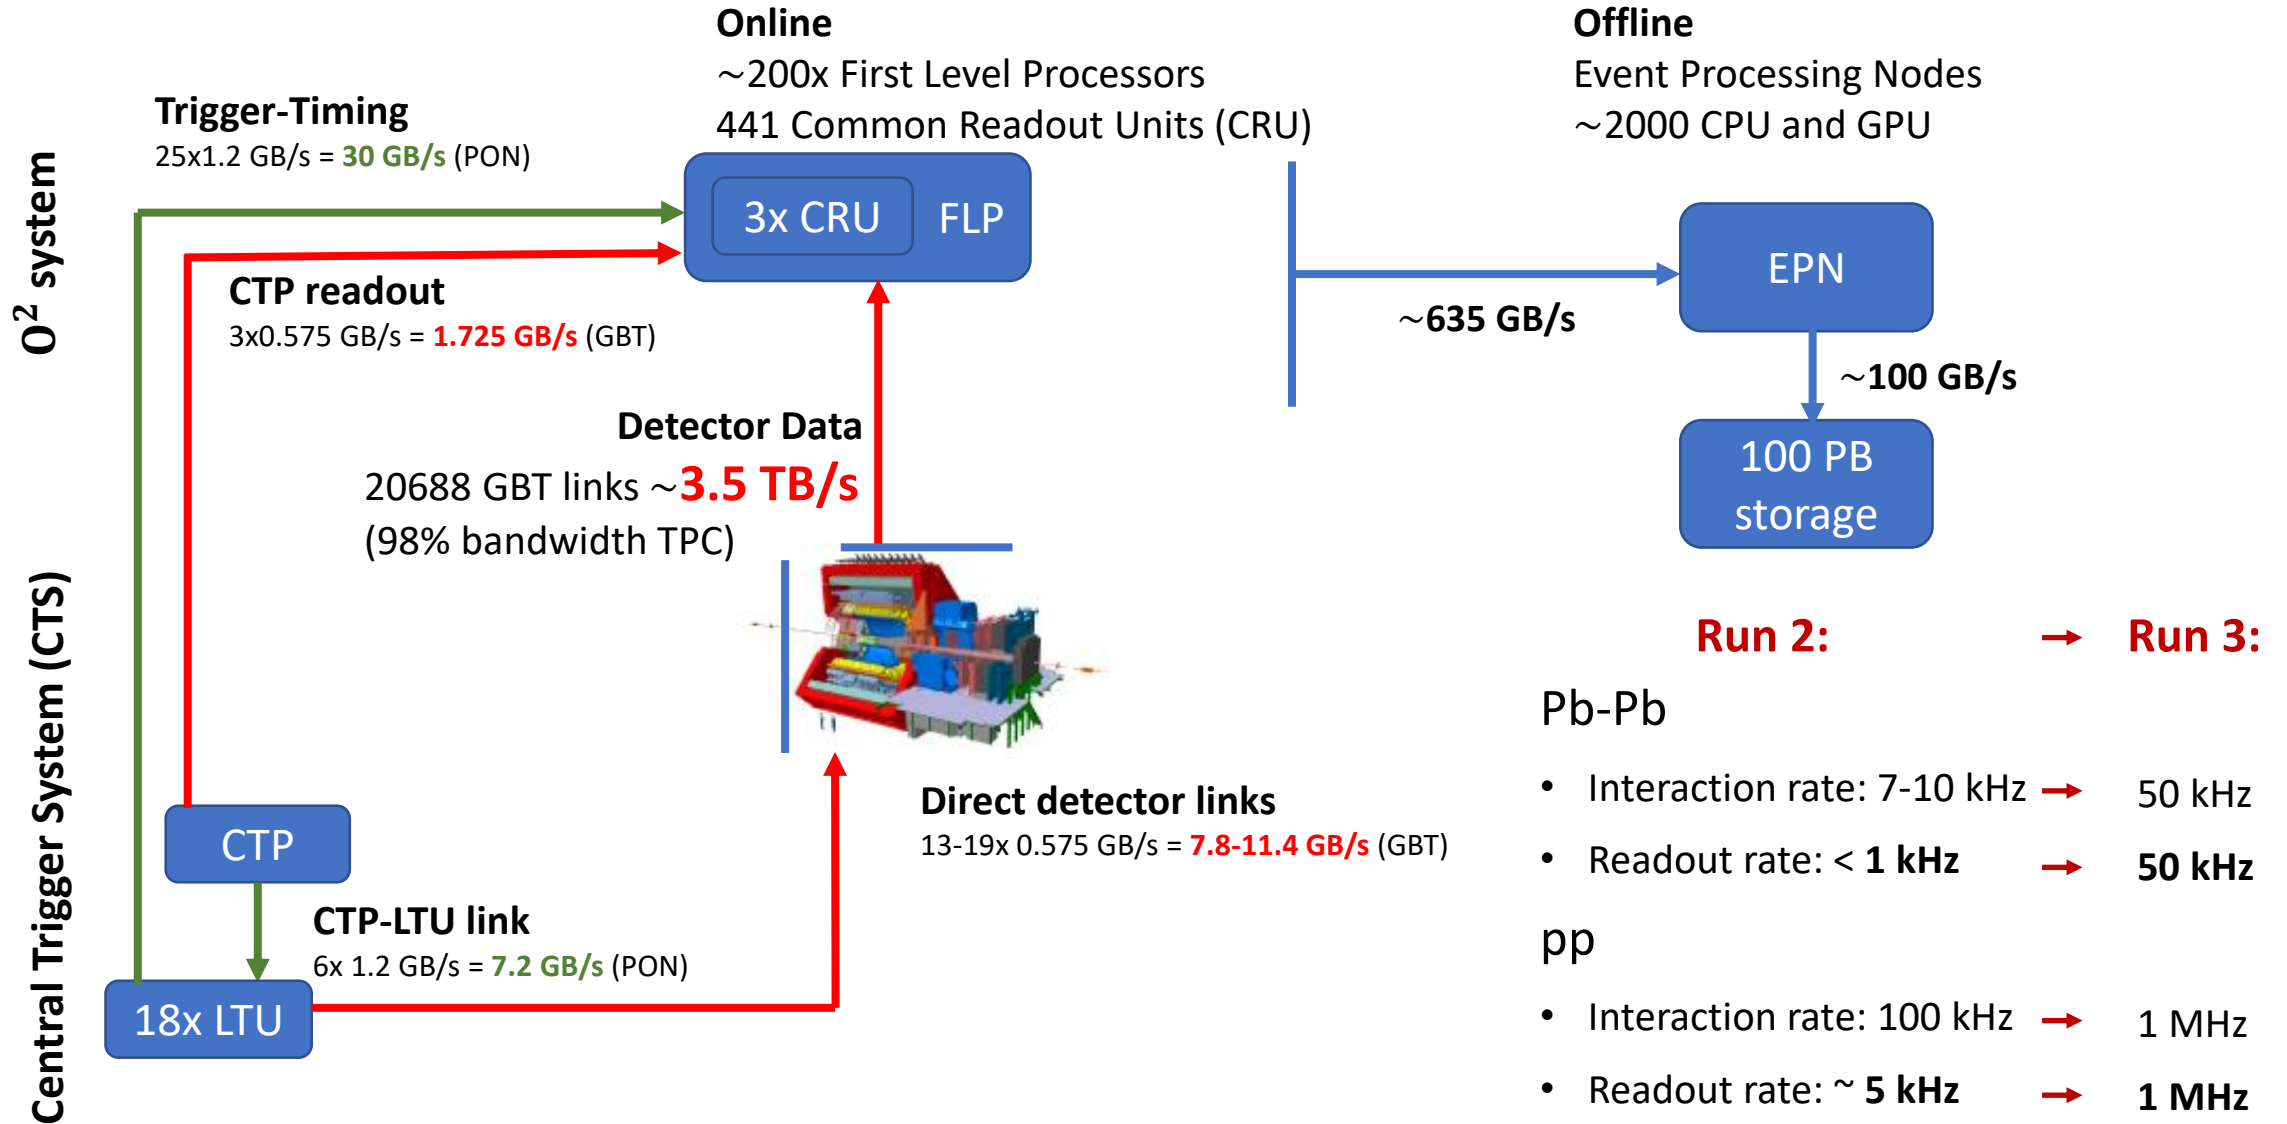 Online
~200x First Level Processors
441 Common Readout Units (CRU)
Offline
Event Processing Nodes
~2000 CPU and GPU
Trigger-Timing
25x1.2 GB/s = 30 GB/s (PON)
O² system
3x CRU
FLP
EPN
CTP readout
3x0.575 GB/s = 1.725 GB/s (GBT)
~635 GB/s
~100 GB/s
Detector Data
20688 GBT links ~3.5 TB/s
(98% bandwidth TPC)
100 PB
storage
Central Trigger System (CTS)
Run 2: → Run 3:
Pb-Pb
• Interaction rate: 7-10 kHz → 50 kHz
• Readout rate: < 1 kHz → 50 kHz
pp
• Interaction rate: 100 kHz → 1 MHz
• Readout rate: ~ 5 kHz → 1 MHz
Direct detector links
13-19x 0.575 GB/s = 7.8-11.4 GB/s (GBT)
CTP
CTP-LTU link
6x 1.2 GB/s = 7.2 GB/s (PON)
18x LTU